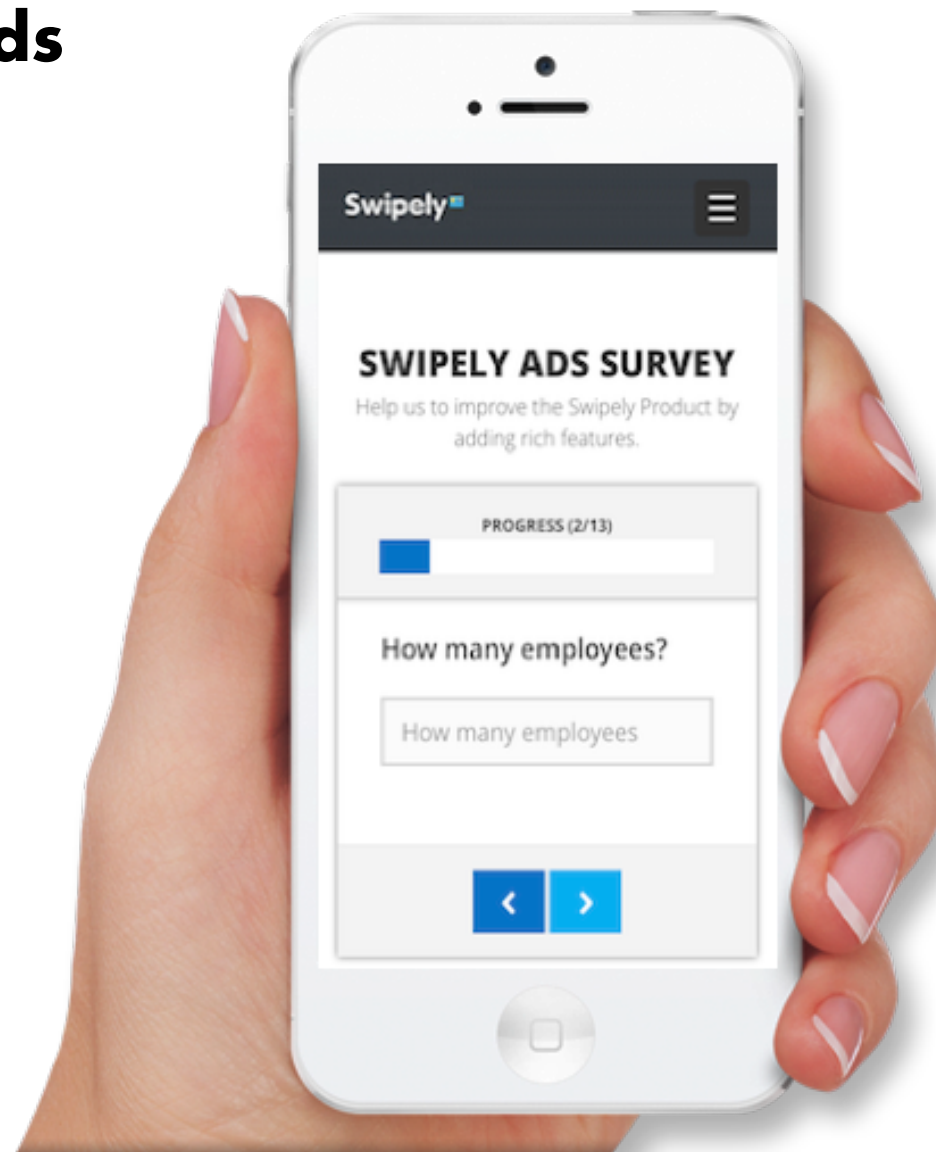 ds
Swipely
SWIPELY ADS SURVEY
Help us to improve the Swipely Product by
adding rich features.
PROGRESS (2/13)
How many employees?
How many employees